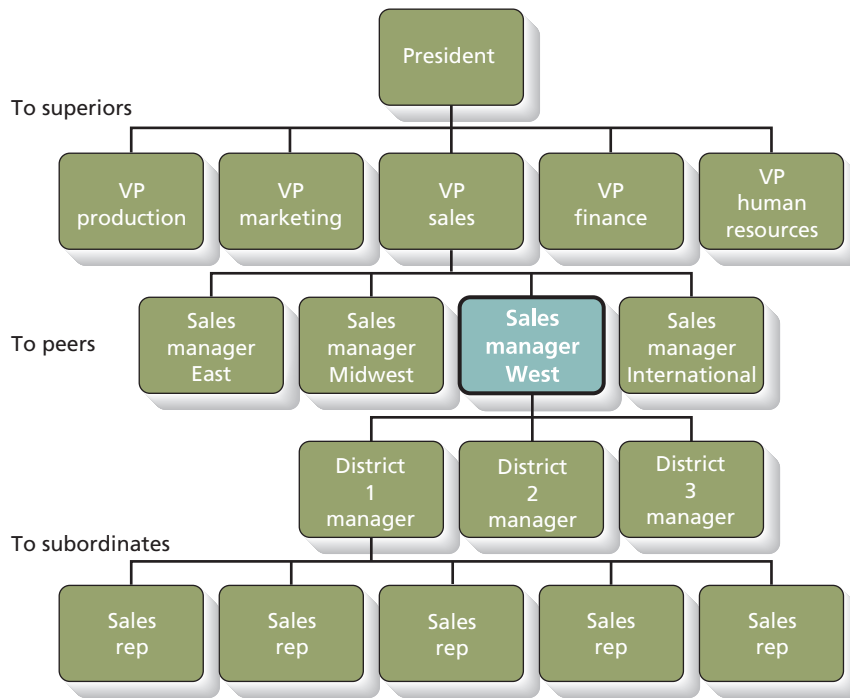 President
To superiors
VP
production
VP
marketing
VP
sales
VP
finance
VP
human
resources
To peers
Sales
manager
East
Sales
manager
Midwest
Sales
manager
West
Sales
manager
International
District
1
manager
District
2
manager
District
3
manager
To subordinates
Sales
rep
Sales
rep
Sales
rep
Sales
rep
Sales
rep